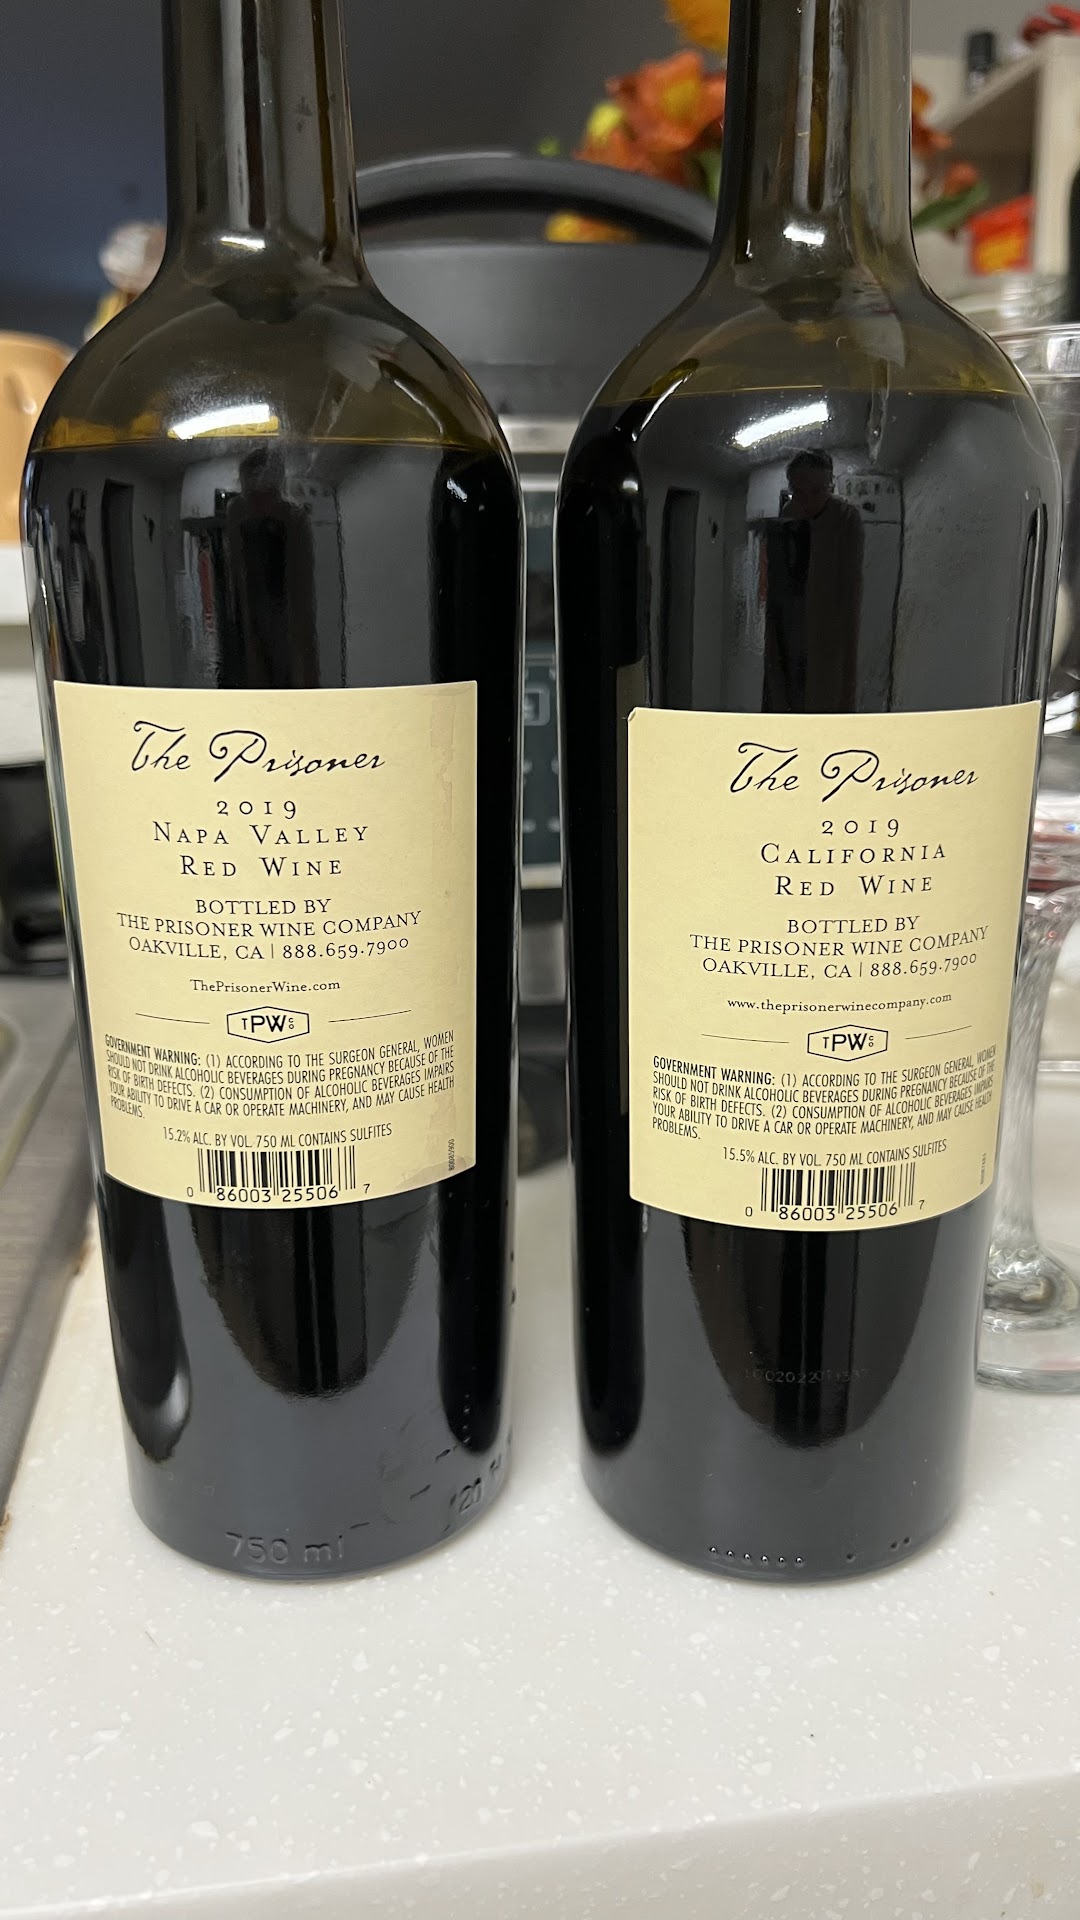 The Prisoner
2019
NAPA VALLEY
RED WINE
BOTTLED BY
THE PRISONER WINE COMPANY
OAKVILLE, CA | 888.659.7900
ThePrisonerWine.com
TPWCO
GOVERNMENT WARNING: (1) ACCORDING TO THE SURGEON GENERAL, WOMEN
SHOULD NOT DRINK ALCOHOLIC BEVERAGES DURING PREGNANCY BECAUSE OF THE
RISK OF BIRTH DEFECTS. (2) CONSUMPTION OF ALCOHOLIC BEVERAGES IMPAIRS
YOUR ABILITY TO DRIVE A CAR OR OPERATE MACHINERY, AND MAY CAUSE HEALTH
PROBLEMS.
15.2% ALC. BY VOL. 750 ML CONTAINS SULFITES
0 86003 25506 7
750 ml
The Prisoner
2019
CALIFORNIA
RED WINE
BOTTLED BY
THE PRISONER WINE COMPANY
OAKVILLE, CA | 888.659.7900
www.theprisonerwinecompany.com
TPWCO
GOVERNMENT WARNING: (1) ACCORDING TO THE SURGEON GENERAL, WOMEN
SHOULD NOT DRINK ALCOHOLIC BEVERAGES DURING PREGNANCY BECAUSE OF THE
RISK OF BIRTH DEFECTS. (2) CONSUMPTION OF ALCOHOLIC BEVERAGES IMPAIRS
YOUR ABILITY TO DRIVE A CAR OR OPERATE MACHINERY, AND MAY CAUSE HEALTH
PROBLEMS.
15.5% ALC. BY VOL. 750 ML CONTAINS SULFITES
0 86003 25506 7